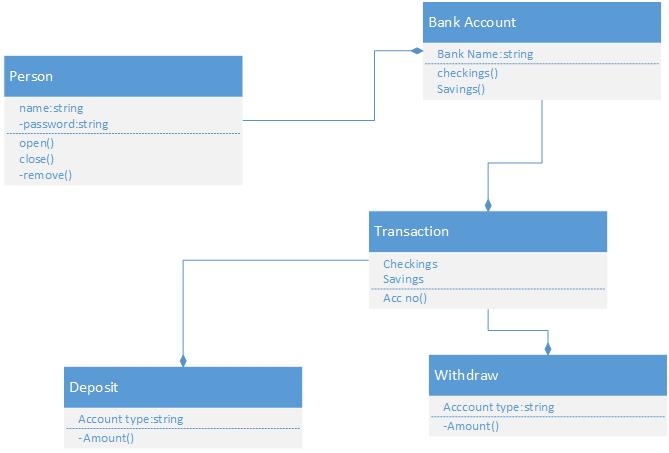 Bank Account
Bank Name:string
checkings()
Savings()
Person
name:string
-password:string
open()
close()
-remove()
Transaction
Checkings
Savings
Acc no()
Deposit
Account type:string
-Amount()
Withdraw
Acccount type:string
-Amount()